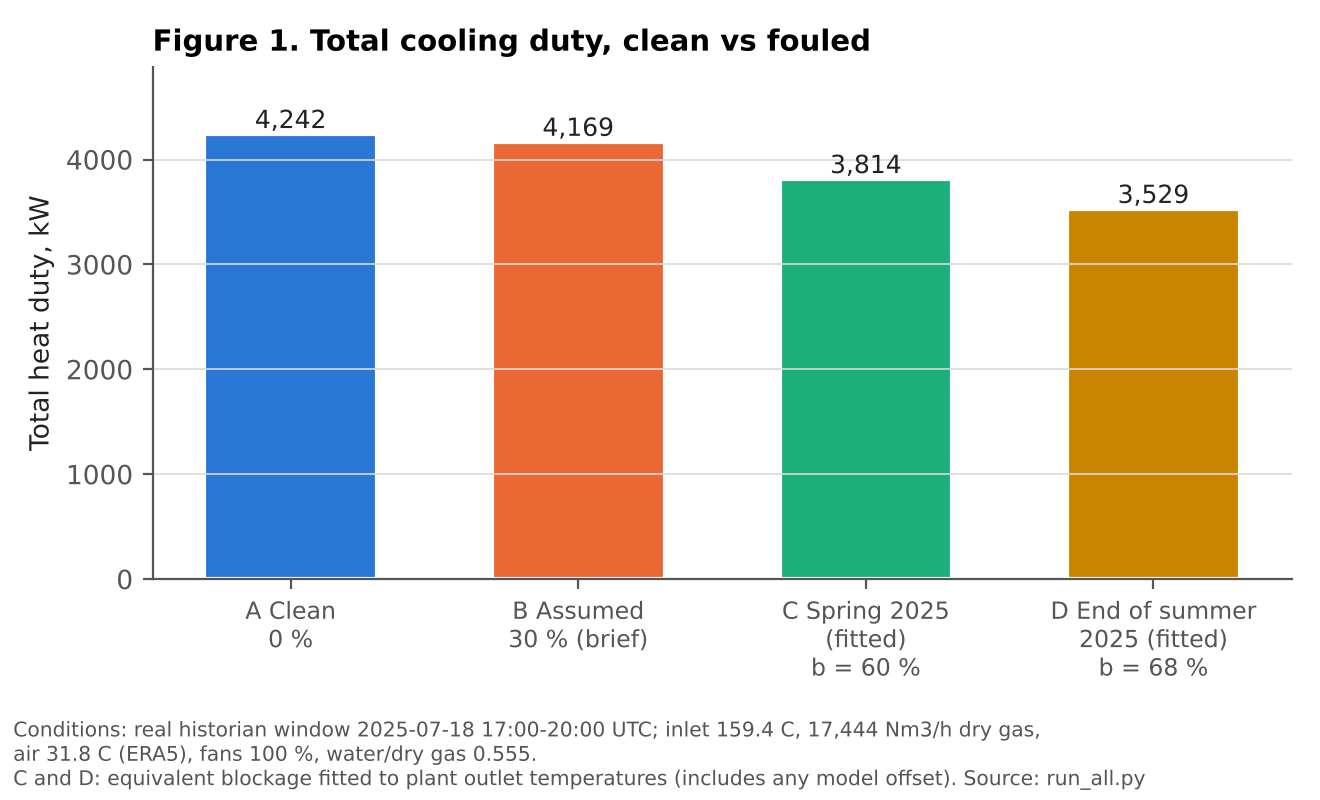 Figure 1. Total cooling duty, clean vs fouled
Total heat duty, kW
4000
3000
2000
1000
0
4,242
4,169
3,814
3,529
A Clean
0 %
B Assumed
30 % (brief)
C Spring 2025
(fitted)
b = 60 %
D End of summer
2025 (fitted)
b = 68 %
Conditions: real historian window 2025-07-18 17:00-20:00 UTC; inlet 159.4 C, 17,444 Nm3/h dry gas,
air 31.8 C (ERA5), fans 100 %, water/dry gas 0.555.
C and D: equivalent blockage fitted to plant outlet temperatures (includes any model offset). Source: run_all.py